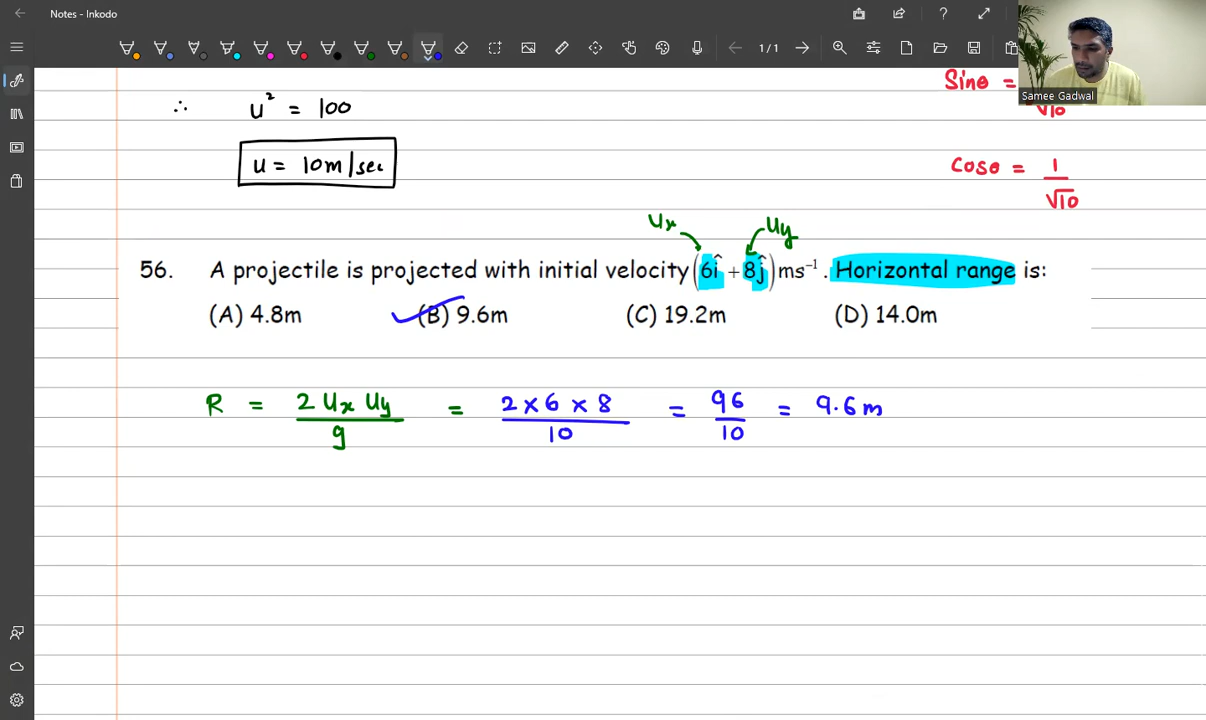 Notes - Inkodo
1/1
Samee Gadwal
Sinθ =
√10
∴ u² = 100
u = 10m/sec
Cosθ = 1/√10
Ux Uy
56. A projectile is projected with initial velocity (6î + 8ĵ) ms⁻¹. Horizontal range is:
(A) 4.8m (B) 9.6m (C) 19.2m (D) 14.0m
R = 2 Ux Uy / g = 2 × 6 × 8 / 10 = 96 / 10 = 9.6 m